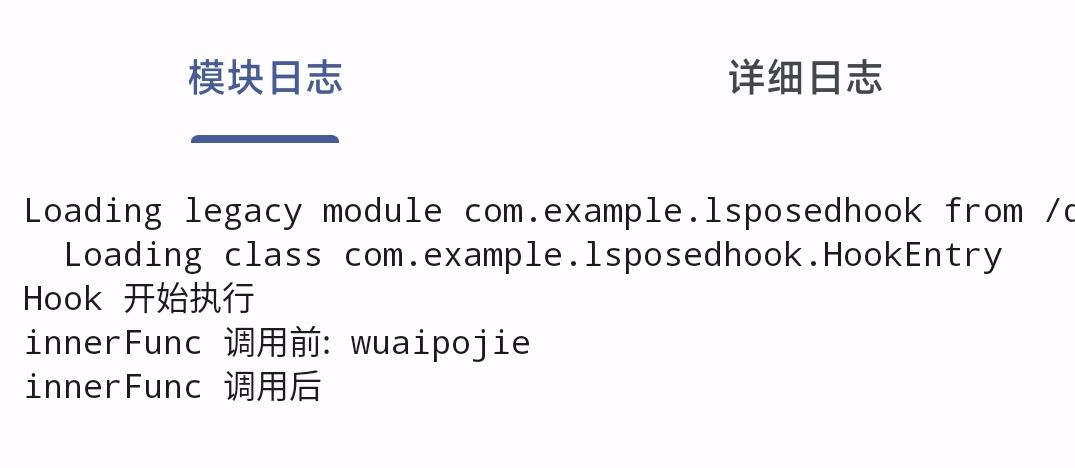 模块日志 详细日志
Loading legacy module com.example.lsposedhook from /
Loading class com.example.lsposedhook.HookEntry
Hook 开始执行
innerFunc 调用前: wuaipojie
innerFunc 调用后